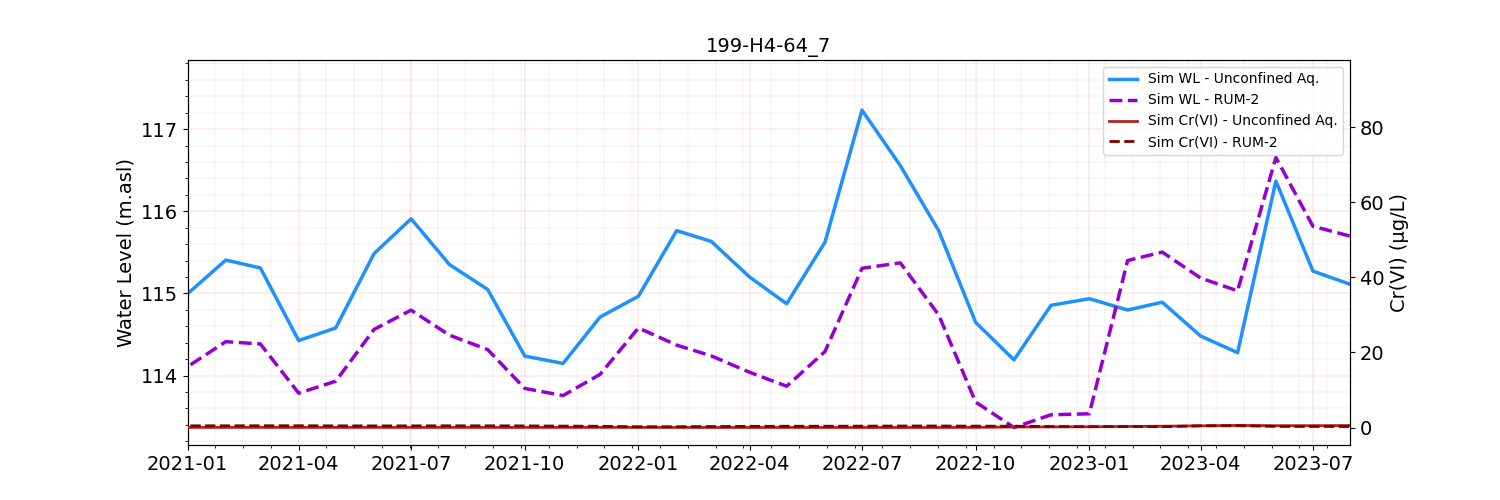 199-H4-64_7
Sim WL - Unconfined Aq.
Sim WL - RUM-2
Sim Cr(VI) - Unconfined Aq.
Sim Cr(VI) - RUM-2
Water Level (m.asl)
117
116
115
114
Cr(VI) (µg/L)
80
60
40
20
0
2021-01 2021-04 2021-07 2021-10 2022-01 2022-04 2022-07 2022-10 2023-01 2023-04 2023-07